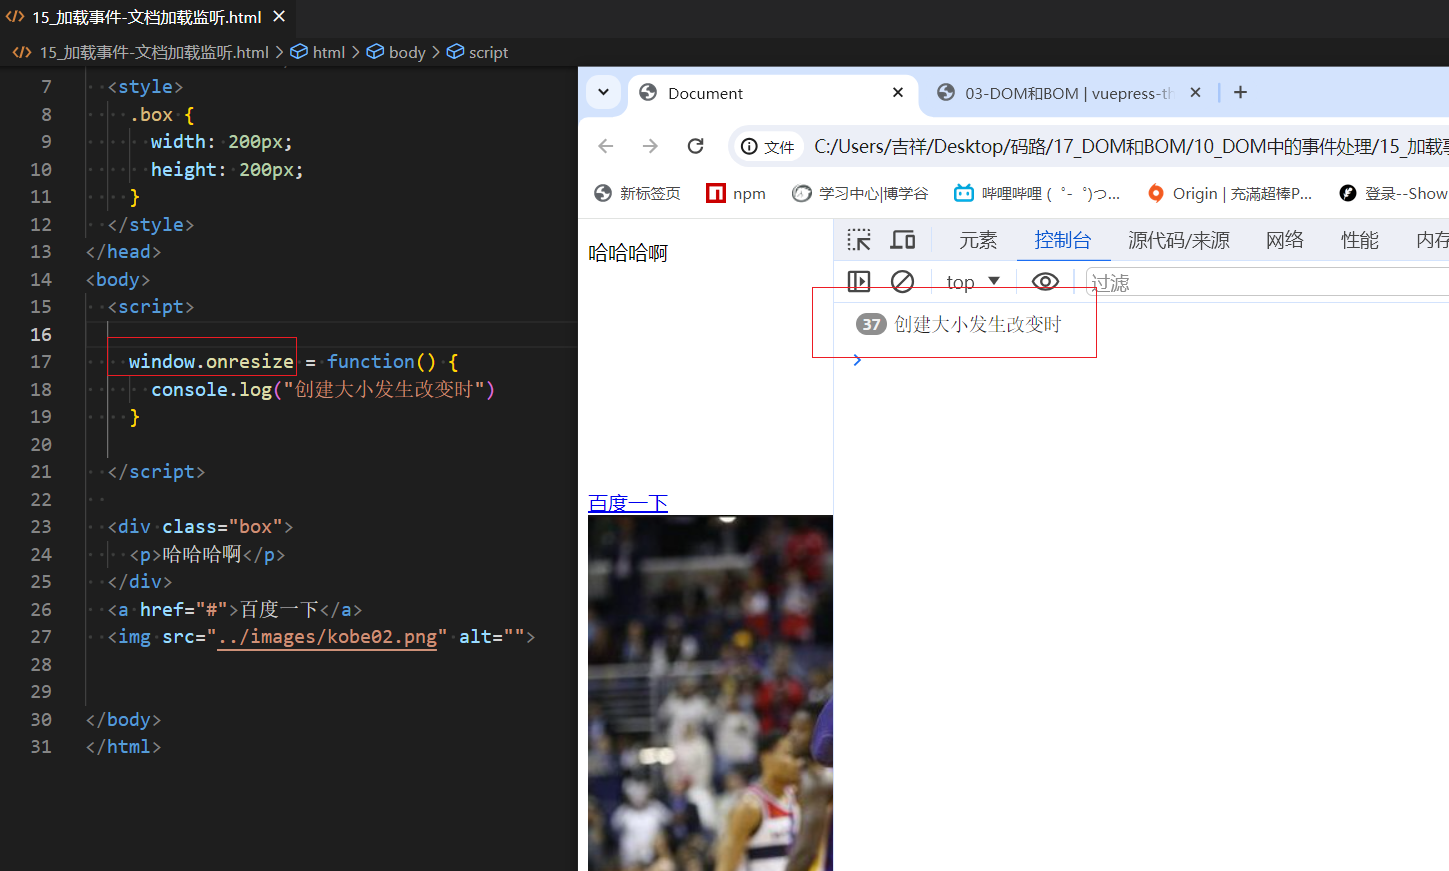 15_加载事件-文档加载监听.html
15_加载事件-文档加载监听.html > html > body > script
7 <style>
8 .box {
9 width: 200px;
10 height: 200px;
11 }
12 </style>
13 </head>
14 <body>
15 <script>
16
17 window.onresize = function() {
18 console.log("创建大小发生改变时")
19 }
20
21 </script>
22
23 <div class="box">
24 <p>哈哈哈啊</p>
25 </div>
26 <a href="#">百度一下</a>
27 <img src="../images/kobe02.png" alt="">
28
29
30 </body>
31 </html>
Document
03-DOM和BOM | vuepress-th
文件 C:/Users/吉祥/Desktop/码路/17_DOM和BOM/10_DOM中的事件处理/15_加载事
新标签页 npm 学习中心|博学谷 哔哩哔哩 (゜-゜)つ... Origin | 充满超棒P... 登录--Show
哈哈哈啊
百度一下
元素 控制台 源代码/来源 网络 性能 内存
top 过滤
37 创建大小发生改变时